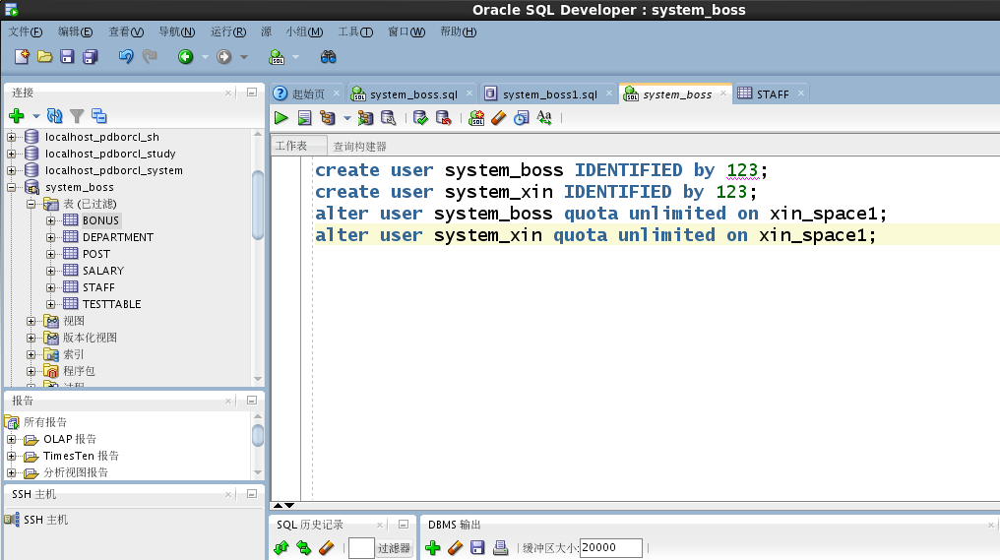 Oracle SQL Developer : system_boss
文件(F) 编辑(E) 查看(V) 导航(N) 运行(R) 源 小组(M) 工具(T) 窗口(W) 帮助(H)
SQL
连接
localhost_pdborcl_sh
localhost_pdborcl_study
localhost_pdborcl_system
system_boss
表 (已过滤)
BONUS
DEPARTMENT
POST
SALARY
STAFF
TESTTABLE
视图
版本化视图
索引
程序包
过程
报告
所有报告
OLAP 报告
TimesTen 报告
分析视图报告
SSH 主机
SSH 主机
起始页 system_boss.sql system_boss1.sql system_boss STAFF
Aa
工作表 查询构建器
create user system_boss IDENTIFIED by 123;
create user system_xin IDENTIFIED by 123;
alter user system_boss quota unlimited on xin_space1;
alter user system_xin quota unlimited on xin_space1;
SQL 历史记录
过滤器
DBMS 输出
缓冲区大小: 20000